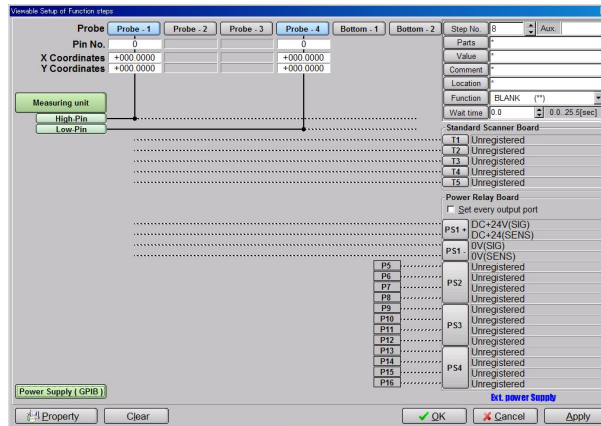 Viewable Setup of Function steps
Probe Probe - 1 Probe - 2 Probe - 3 Probe - 4 Bottom - 1 Bottom - 2 Step No. 8 Aux.
Pin No. 0 0 Parts *
X Coordinates +000.0000 +000.0000 Value *
Y Coordinates +000.0000 +000.0000 Comment *
Location *
Measuring unit Function BLANK (**)
High-Pin Wait time 0.0 0.0..25.5[sec]
Low-Pin Standard Scanner Board
T1 Unregistered
T2 Unregistered
T3 Unregistered
T4 Unregistered
T5 Unregistered
Power Relay Board
Set every output port
PS1 + DC+24V(SIG)
DC+24(SENS)
PS1 - 0V(SIG)
0V(SENS)
P5 Unregistered
P6 PS2 Unregistered
P7 Unregistered
P8 Unregistered
P9 Unregistered
P10 PS3 Unregistered
P11 Unregistered
P12 Unregistered
P13 Unregistered
P14 PS4 Unregistered
P15 Unregistered
P16 Unregistered
Power Supply ( GPIB ) Ext. power Supply
Property Clear OK Cancel Apply